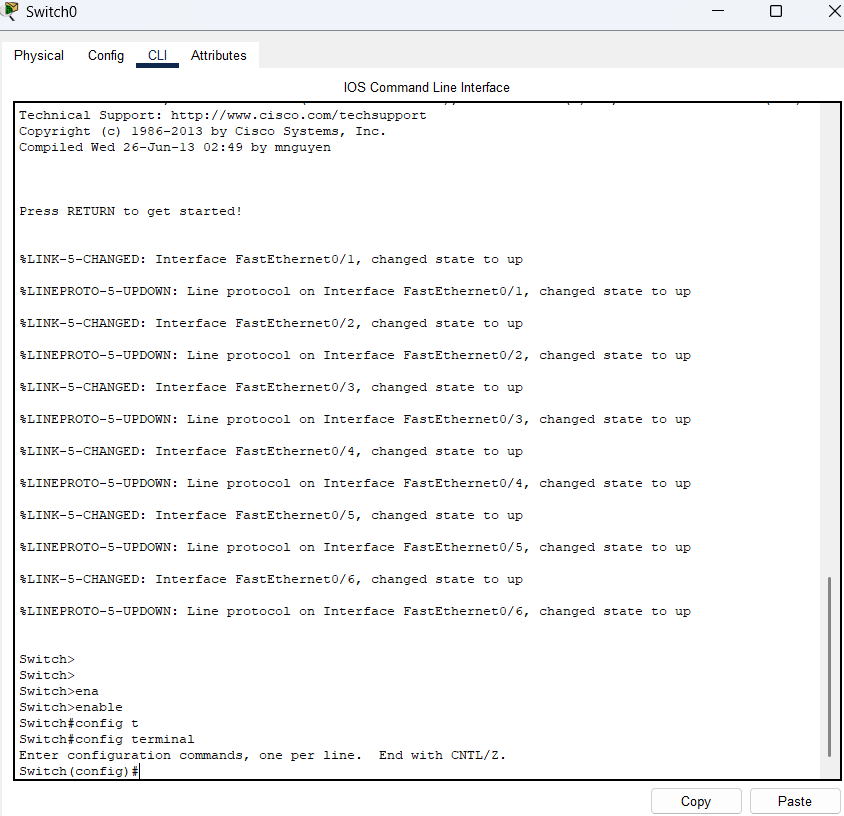 Switch0
Physical Config CLI Attributes
IOS Command Line Interface
Technical Support: http://www.cisco.com/techsupport
Copyright (c) 1986-2013 by Cisco Systems, Inc.
Compiled Wed 26-Jun-13 02:49 by mnguyen
Press RETURN to get started!
%LINK-5-CHANGED: Interface FastEthernet0/1, changed state to up
%LINEPROTO-5-UPDOWN: Line protocol on Interface FastEthernet0/1, changed state to up
%LINK-5-CHANGED: Interface FastEthernet0/2, changed state to up
%LINEPROTO-5-UPDOWN: Line protocol on Interface FastEthernet0/2, changed state to up
%LINK-5-CHANGED: Interface FastEthernet0/3, changed state to up
%LINEPROTO-5-UPDOWN: Line protocol on Interface FastEthernet0/3, changed state to up
%LINK-5-CHANGED: Interface FastEthernet0/4, changed state to up
%LINEPROTO-5-UPDOWN: Line protocol on Interface FastEthernet0/4, changed state to up
%LINK-5-CHANGED: Interface FastEthernet0/5, changed state to up
%LINEPROTO-5-UPDOWN: Line protocol on Interface FastEthernet0/5, changed state to up
%LINK-5-CHANGED: Interface FastEthernet0/6, changed state to up
%LINEPROTO-5-UPDOWN: Line protocol on Interface FastEthernet0/6, changed state to up
Switch>
Switch>
Switch>ena
Switch>enable
Switch#config t
Switch#config terminal
Enter configuration commands, one per line.  End with CNTL/Z.
Switch(config)#
Copy Paste